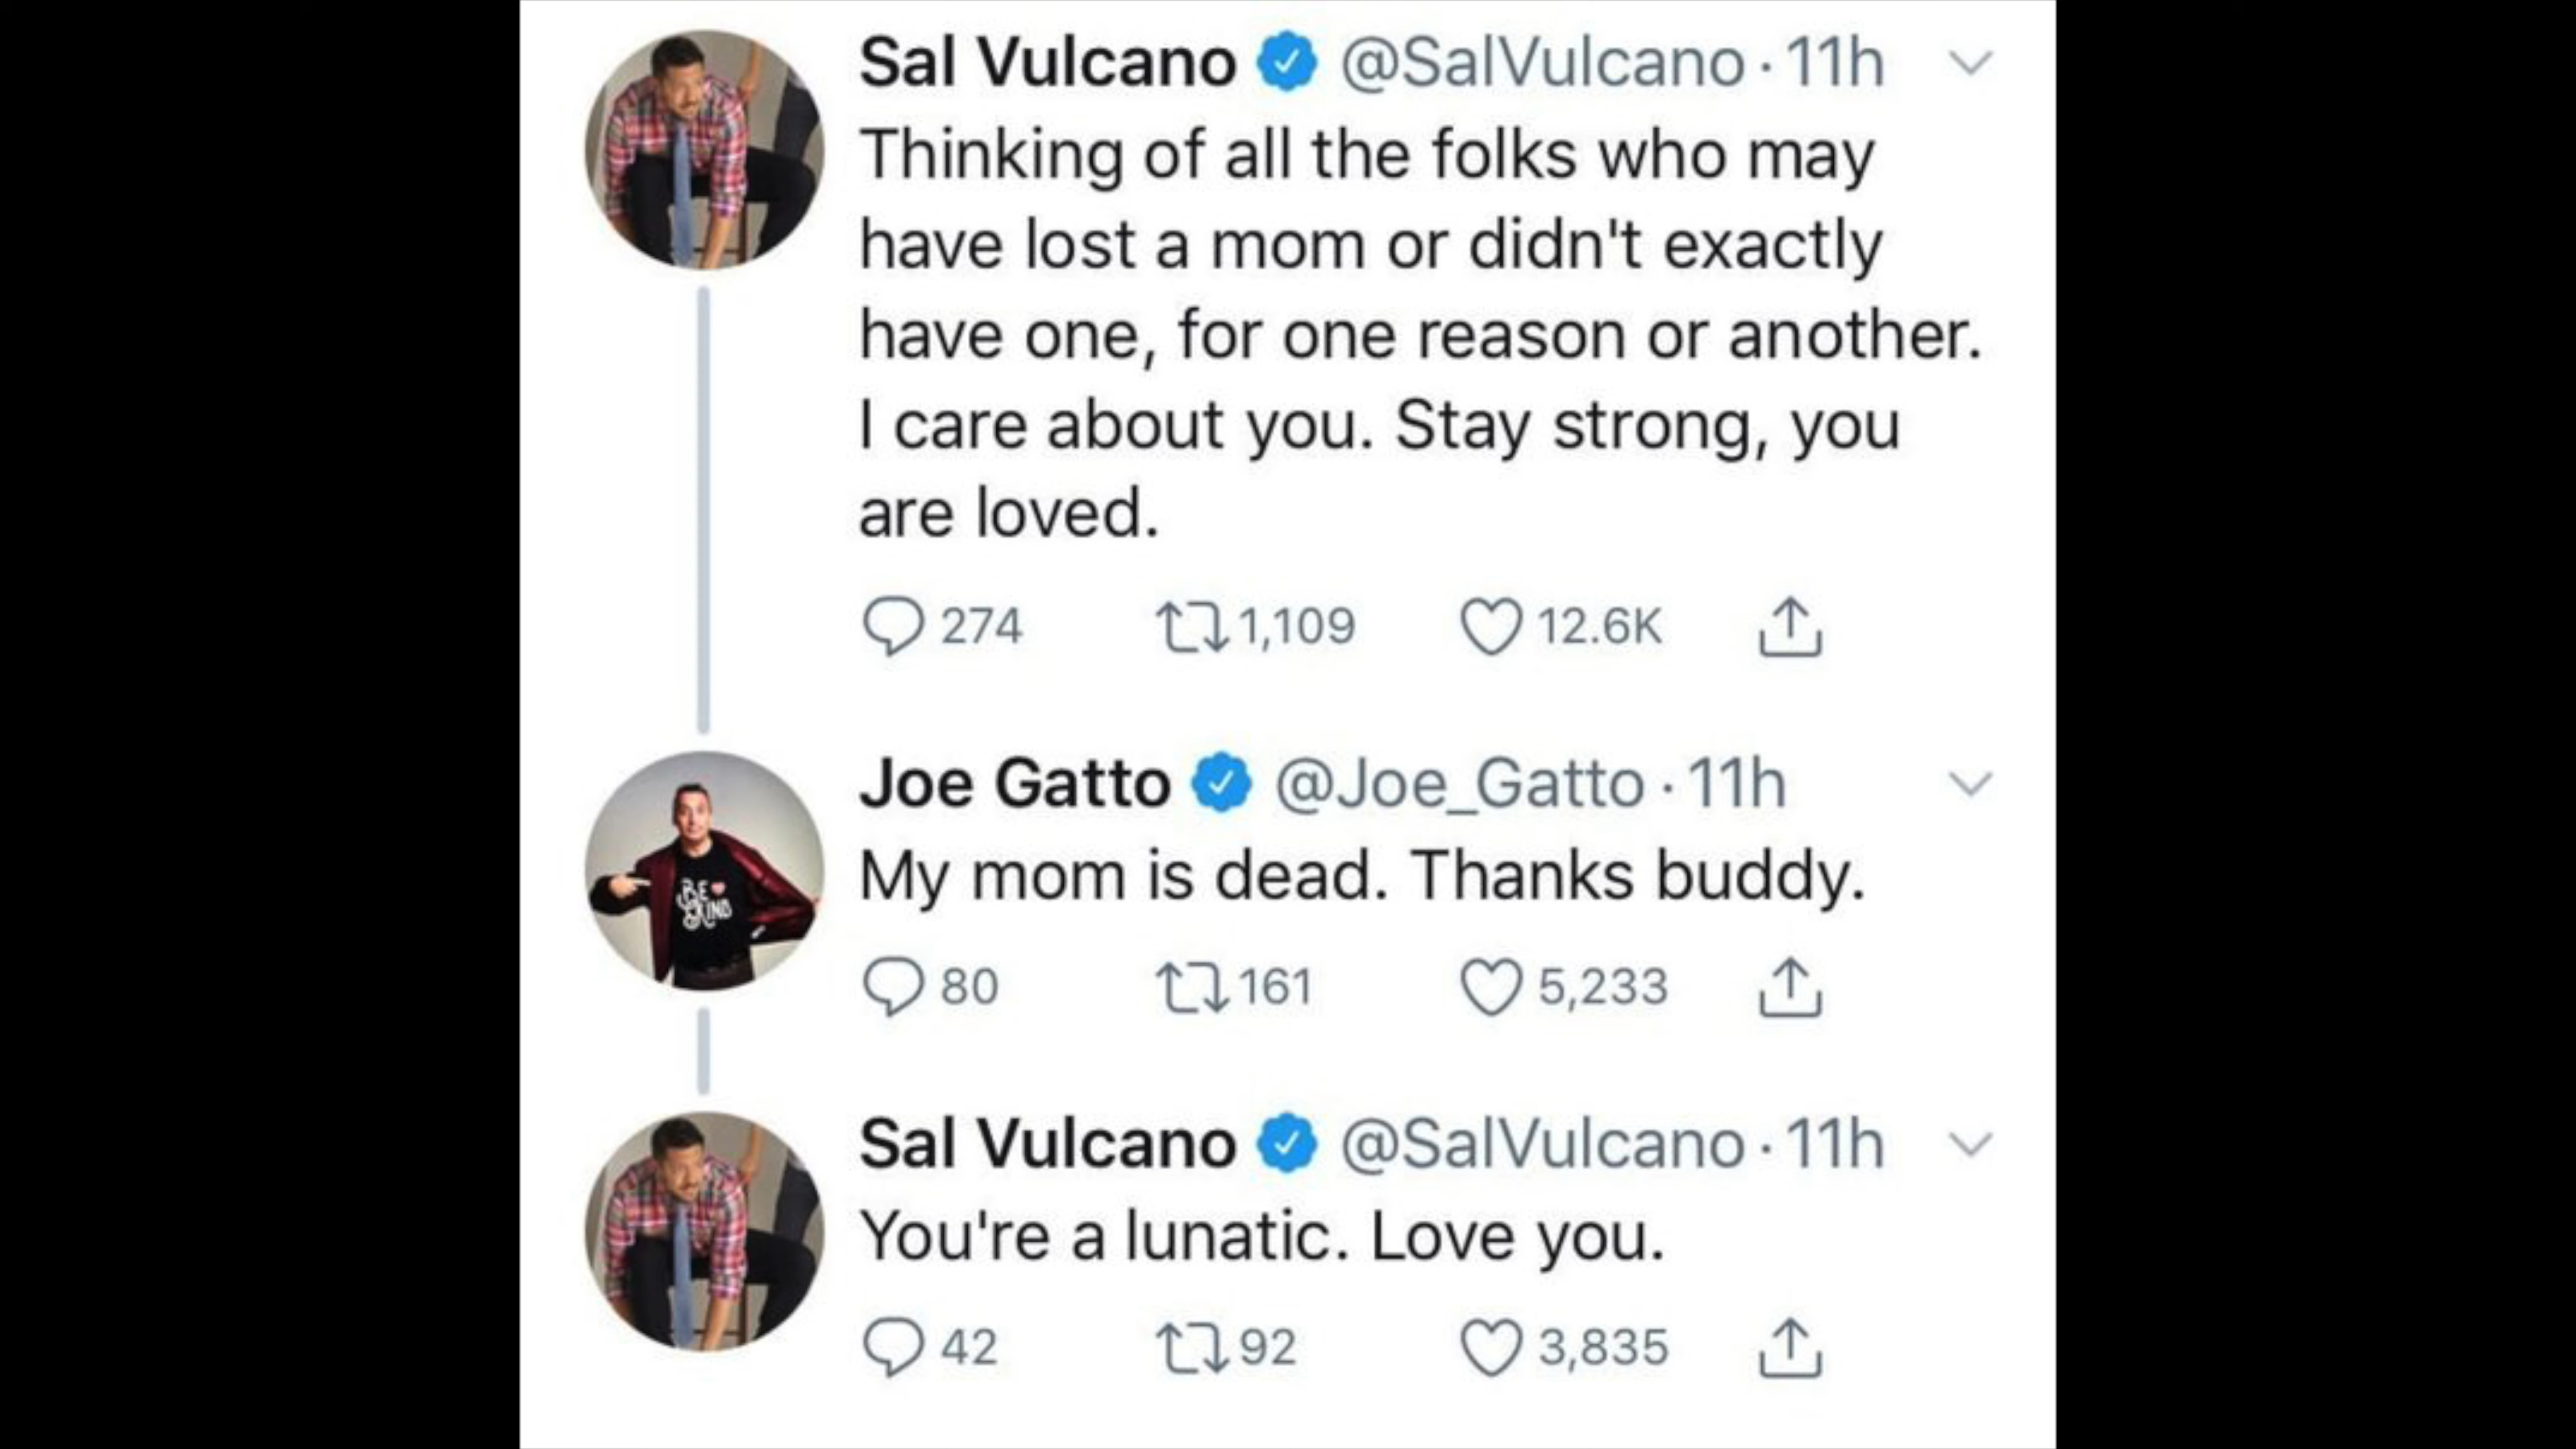 Sal Vulcano @SalVulcano · 11h
Thinking of all the folks who may
have lost a mom or didn't exactly
have one, for one reason or another.
I care about you. Stay strong, you
are loved.
274 1,109 12.6K
Joe Gatto @Joe_Gatto · 11h
My mom is dead. Thanks buddy.
BE
KIND
80 161 5,233
Sal Vulcano @SalVulcano · 11h
You're a lunatic. Love you.
42 92 3,835